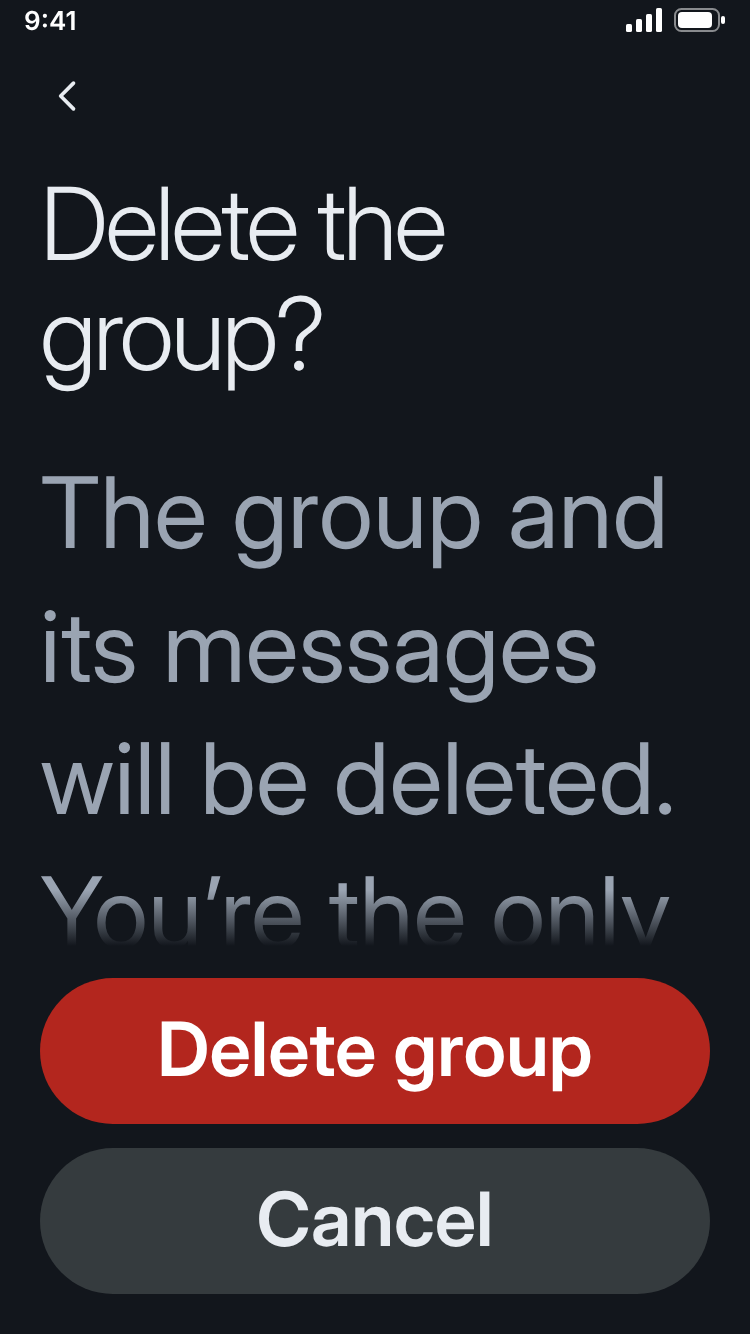 9:41
Delete the
group?
The group and
its messages
will be deleted.
You’re the only
Delete group
Cancel